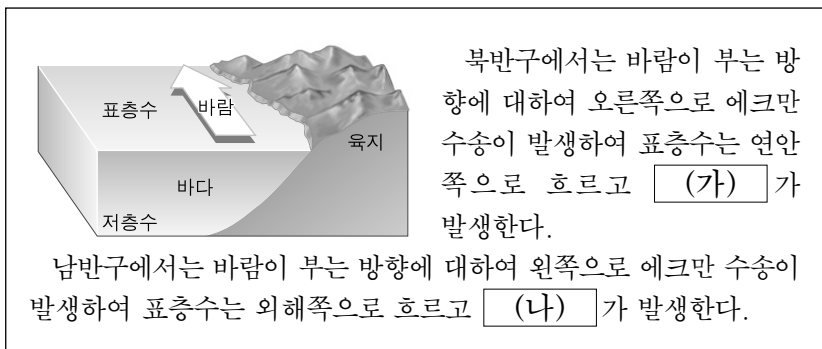 표층수
바람
육지
바다
저층수
북반구에서는 바람이 부는 방
향에 대하여 오른쪽으로 에크만
수송이 발생하여 표층수는 연안
쪽으로 흐르고 (가) 가
발생한다.
남반구에서는 바람이 부는 방향에 대하여 왼쪽으로 에크만 수송이
발생하여 표층수는 외해쪽으로 흐르고 (나) 가 발생한다.